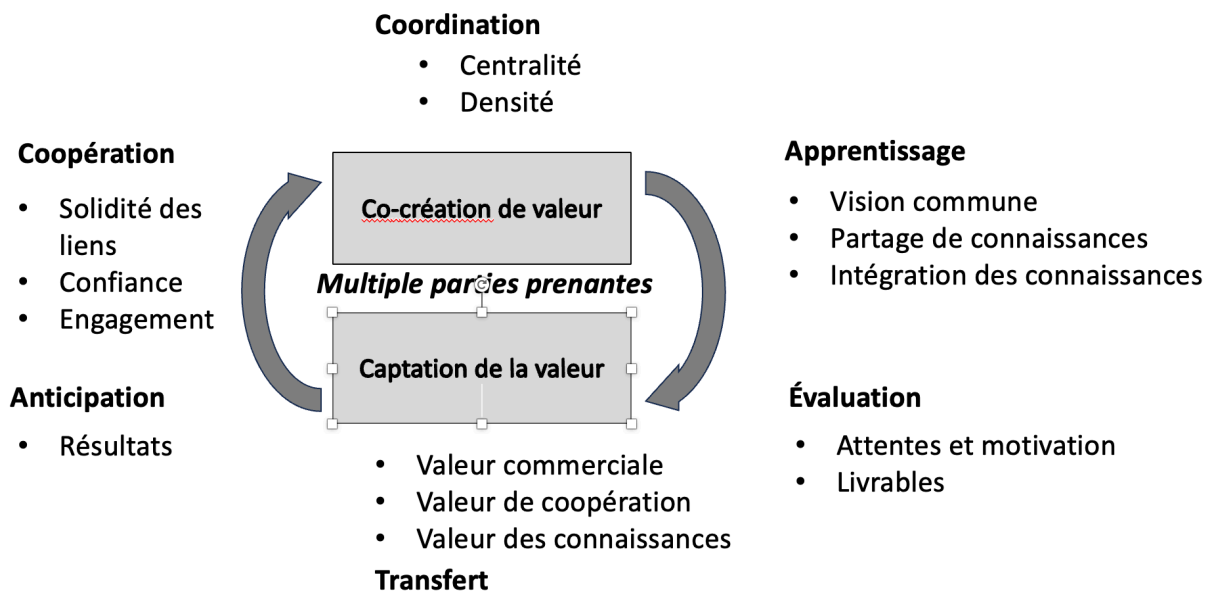 Coordination
• Centralité
• Densité
Coopération
• Solidité des
liens
• Confiance
• Engagement
Co-création de valeur
Multiple parties prenantes
Captation de la valeur
Apprentissage
• Vision commune
• Partage de connaissances
• Intégration des connaissances
Anticipation
• Résultats
Évaluation
• Attentes et motivation
• Livrables
• Valeur commerciale
• Valeur de coopération
• Valeur des connaissances
Transfert